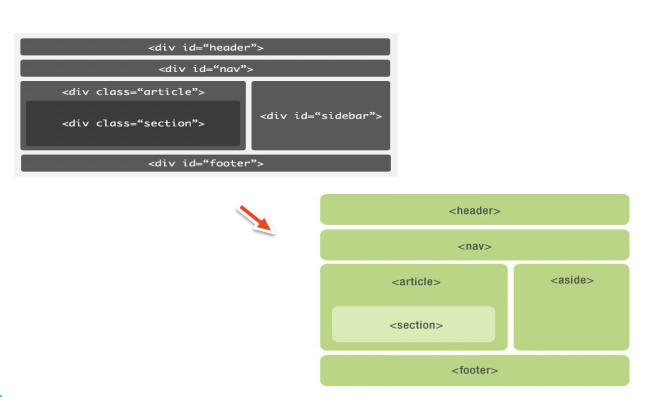 <div id=“header”>
<div id=“nav”>
<div class=“article”>
<div class=“section”>
<div id=“sidebar”>
<div id=“footer”>
<header>
<nav>
<article>
<section>
<aside>
<footer>